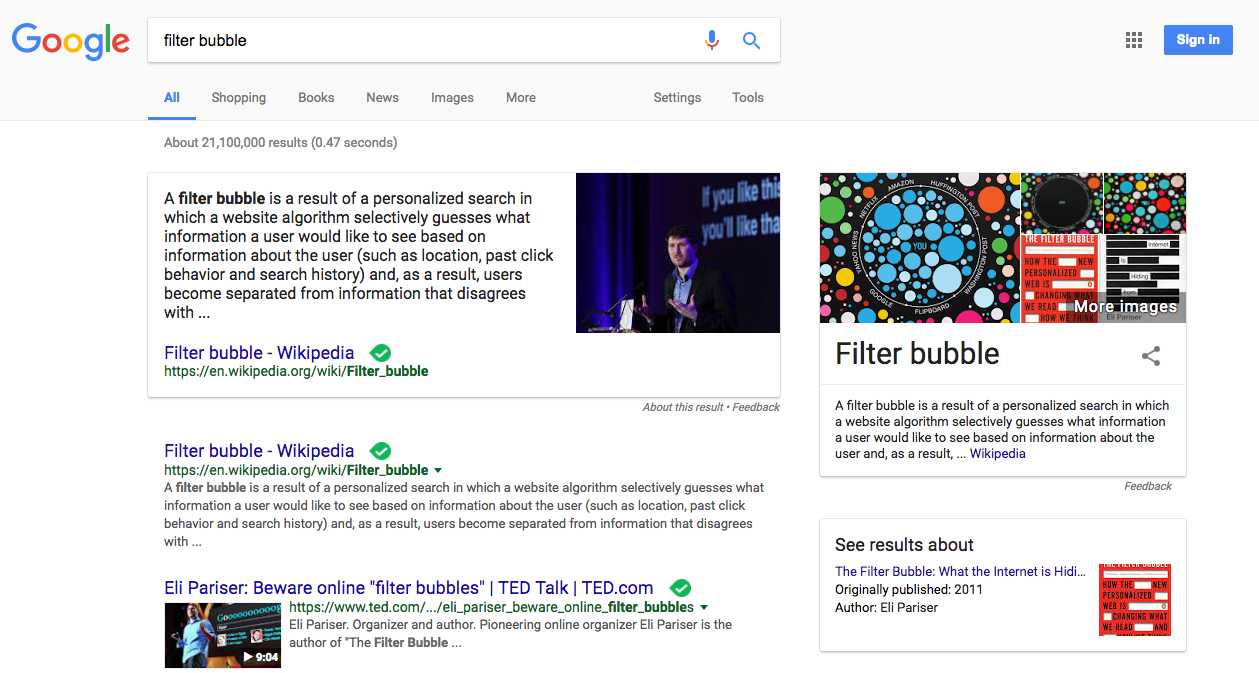 Google
filter bubble
Sign in
All Shopping Books News Images More Settings Tools
About 21,100,000 results (0.47 seconds)
A filter bubble is a result of a personalized search in
which a website algorithm selectively guesses what
information a user would like to see based on
information about the user (such as location, past click
behavior and search history) and, as a result, users
become separated from information that disagrees
with ...
If you like this
you'll like tha
Filter bubble - Wikipedia
https://en.wikipedia.org/wiki/Filter_bubble
About this result • Feedback
Filter bubble - Wikipedia
https://en.wikipedia.org/wiki/Filter_bubble
A filter bubble is a result of a personalized search in which a website algorithm selectively guesses what
information a user would like to see based on information about the user (such as location, past click
behavior and search history) and, as a result, users become separated from information that disagrees
with ...
Eli Pariser: Beware online "filter bubbles" | TED Talk | TED.com
https://www.ted.com/.../eli_pariser_beware_online_filter_bubbles
Eli Pariser. Organizer and author. Pioneering online organizer Eli Pariser is the
author of "The Filter Bubble ...
9:04
YAHOO NEWS
NETFLIX
AMAZON
HUFFINGTON POST
WASHINGTON POST
FLIPBOARD
GOOGLE
YOU
THE FILTER BUBBLE
HOW THE NEW
PERSONALIZED
WEB IS
CHANGING WHAT
WE READ
HOW WE THINK
Internet
is
Hiding
from
Eli Pariser
More images
Filter bubble
A filter bubble is a result of a personalized search in which
a website algorithm selectively guesses what information
a user would like to see based on information about the
user and, as a result, ... Wikipedia
Feedback
See results about
The Filter Bubble: What the Internet is Hidi...
Originally published: 2011
Author: Eli Pariser
THE FILTER BUBBLE
HOW THE NEW
PERSONALIZED
WEB IS
CHANGING WHAT
WE READ AND
HOW WE THINK